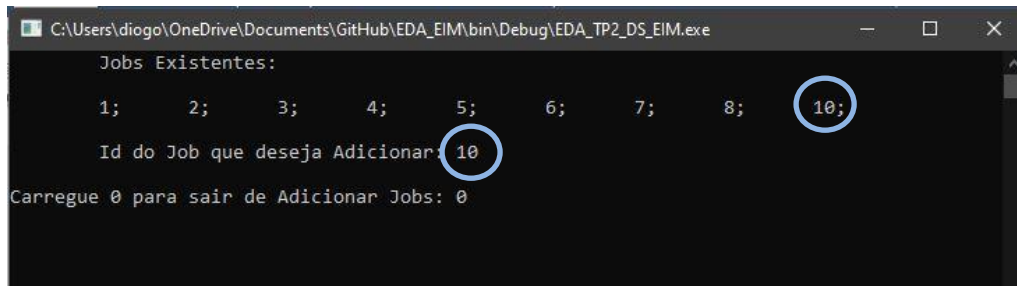 C:\Users\diogo\OneDrive\Documents\GitHub\EDA_EIM\bin\Debug\EDA_TP2_DS_EIM.exe
Jobs Existentes:
1; 2; 3; 4; 5; 6; 7; 8; 10;
Id do Job que deseja Adicionar: 10
Carregue 0 para sair de Adicionar Jobs: 0